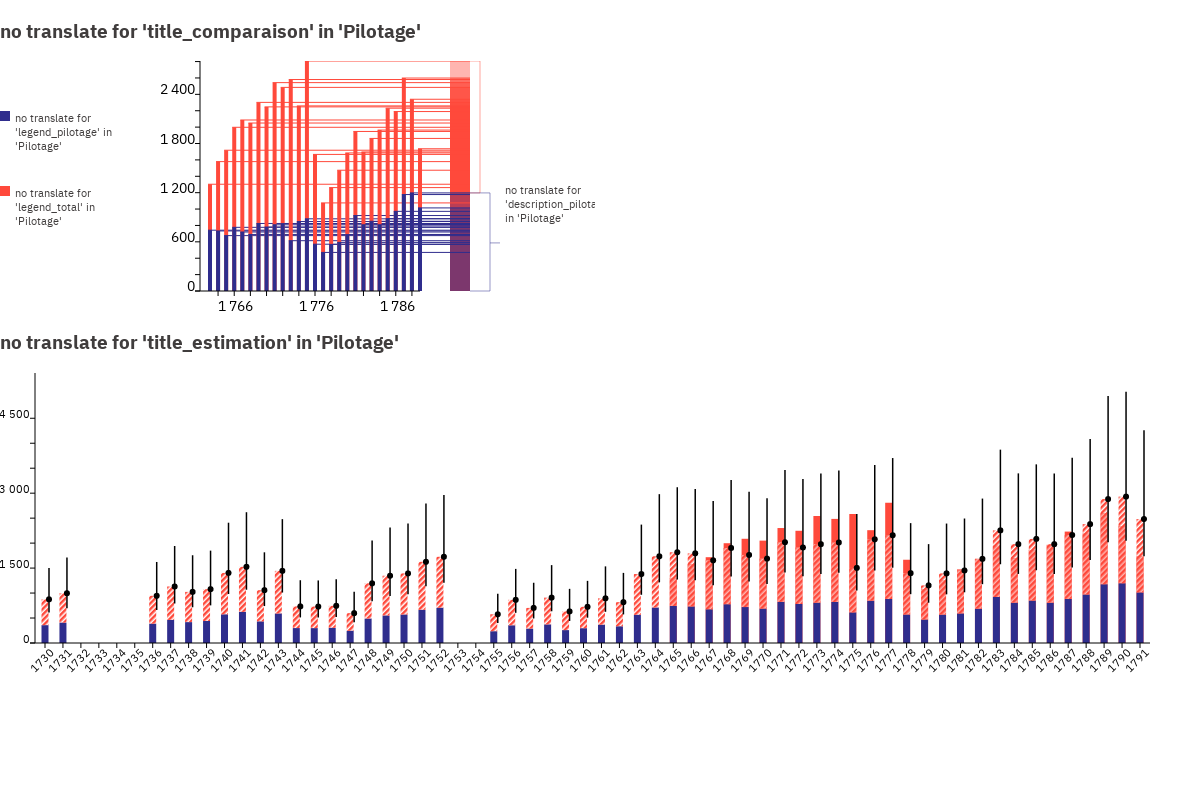 no translate for 'title_comparaison' in 'Pilotage'
no translate for
'legend_pilotage' in
'Pilotage'
no translate for
'legend_total' in
'Pilotage'
2 400
1 800
1 200
600
0
1 766 1 776 1 786
no translate for
'description_pilota
in 'Pilotage'
no translate for 'title_estimation' in 'Pilotage'
4 500
3 000
1 500
0
1730 1731 1732 1733 1734 1735 1736 1737 1738 1739 1740 1741 1742 1743 1744 1745 1746 1747 1748 1749 1750 1751 1752 1753 1754 1755 1756 1757 1758 1759 1760 1761 1762 1763 1764 1765 1766 1767 1768 1769 1770 1771 1772 1773 1774 1775 1776 1777 1778 1779 1780 1781 1782 1783 1784 1785 1786 1787 1788 1789 1790 1791